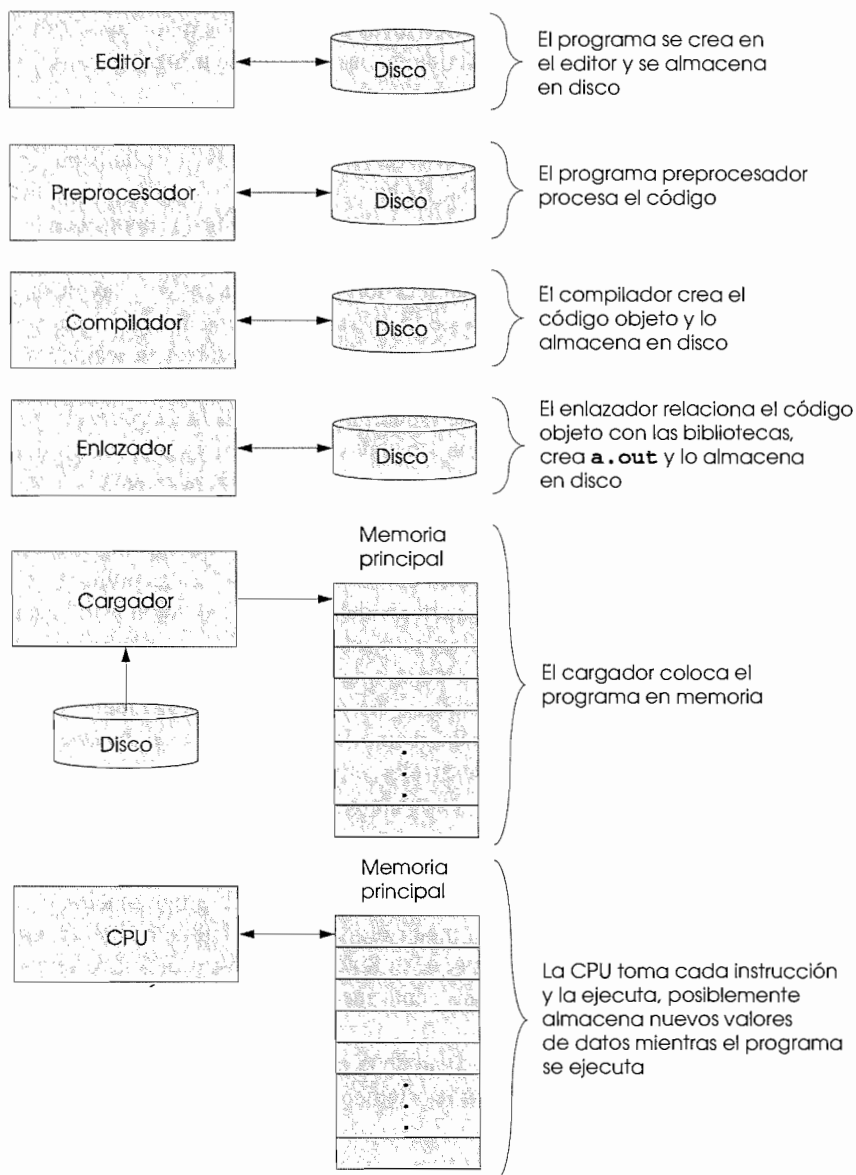 Editor
Disco
El programa se crea en
el editor y se almacena
en disco
Preprocesador
Disco
El programa preprocesador
procesa el código
Compilador
Disco
El compilador crea el
código objeto y lo
almacena en disco
Enlazador
Disco
El enlazador relaciona el código
objeto con las bibliotecas,
crea a.out y lo almacena
en disco
Cargador
Disco
Memoria
principal
El cargador coloca el
programa en memoria
CPU
Memoria
principal
La CPU toma cada instrucción
y la ejecuta, posiblemente
almacena nuevos valores
de datos mientras el programa
se ejecuta